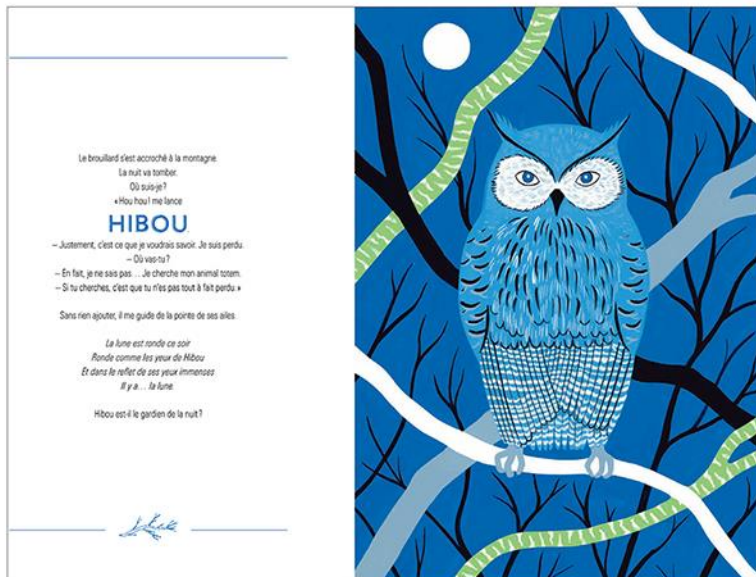 Le brouillard s'est accroché à la montagne.
La nuit va tomber.
Où suis-je ?
« Hou hou ! me lance
HIBOU.
– Justement, c'est ce que je voudrais savoir. Je suis perdu.
– Où vas-tu ?
– En fait, je ne sais pas… Je cherche mon animal totem.
– Si tu cherches, c'est que tu n'es pas tout à fait perdu. »
Sans rien ajouter, il me guide de la pointe de ses ailes.
La lune est ronde ce soir
Ronde comme les yeux de Hibou
Et dans le reflet de ses yeux immenses
Il y a… la lune.
Hibou est-il le gardien de la nuit ?